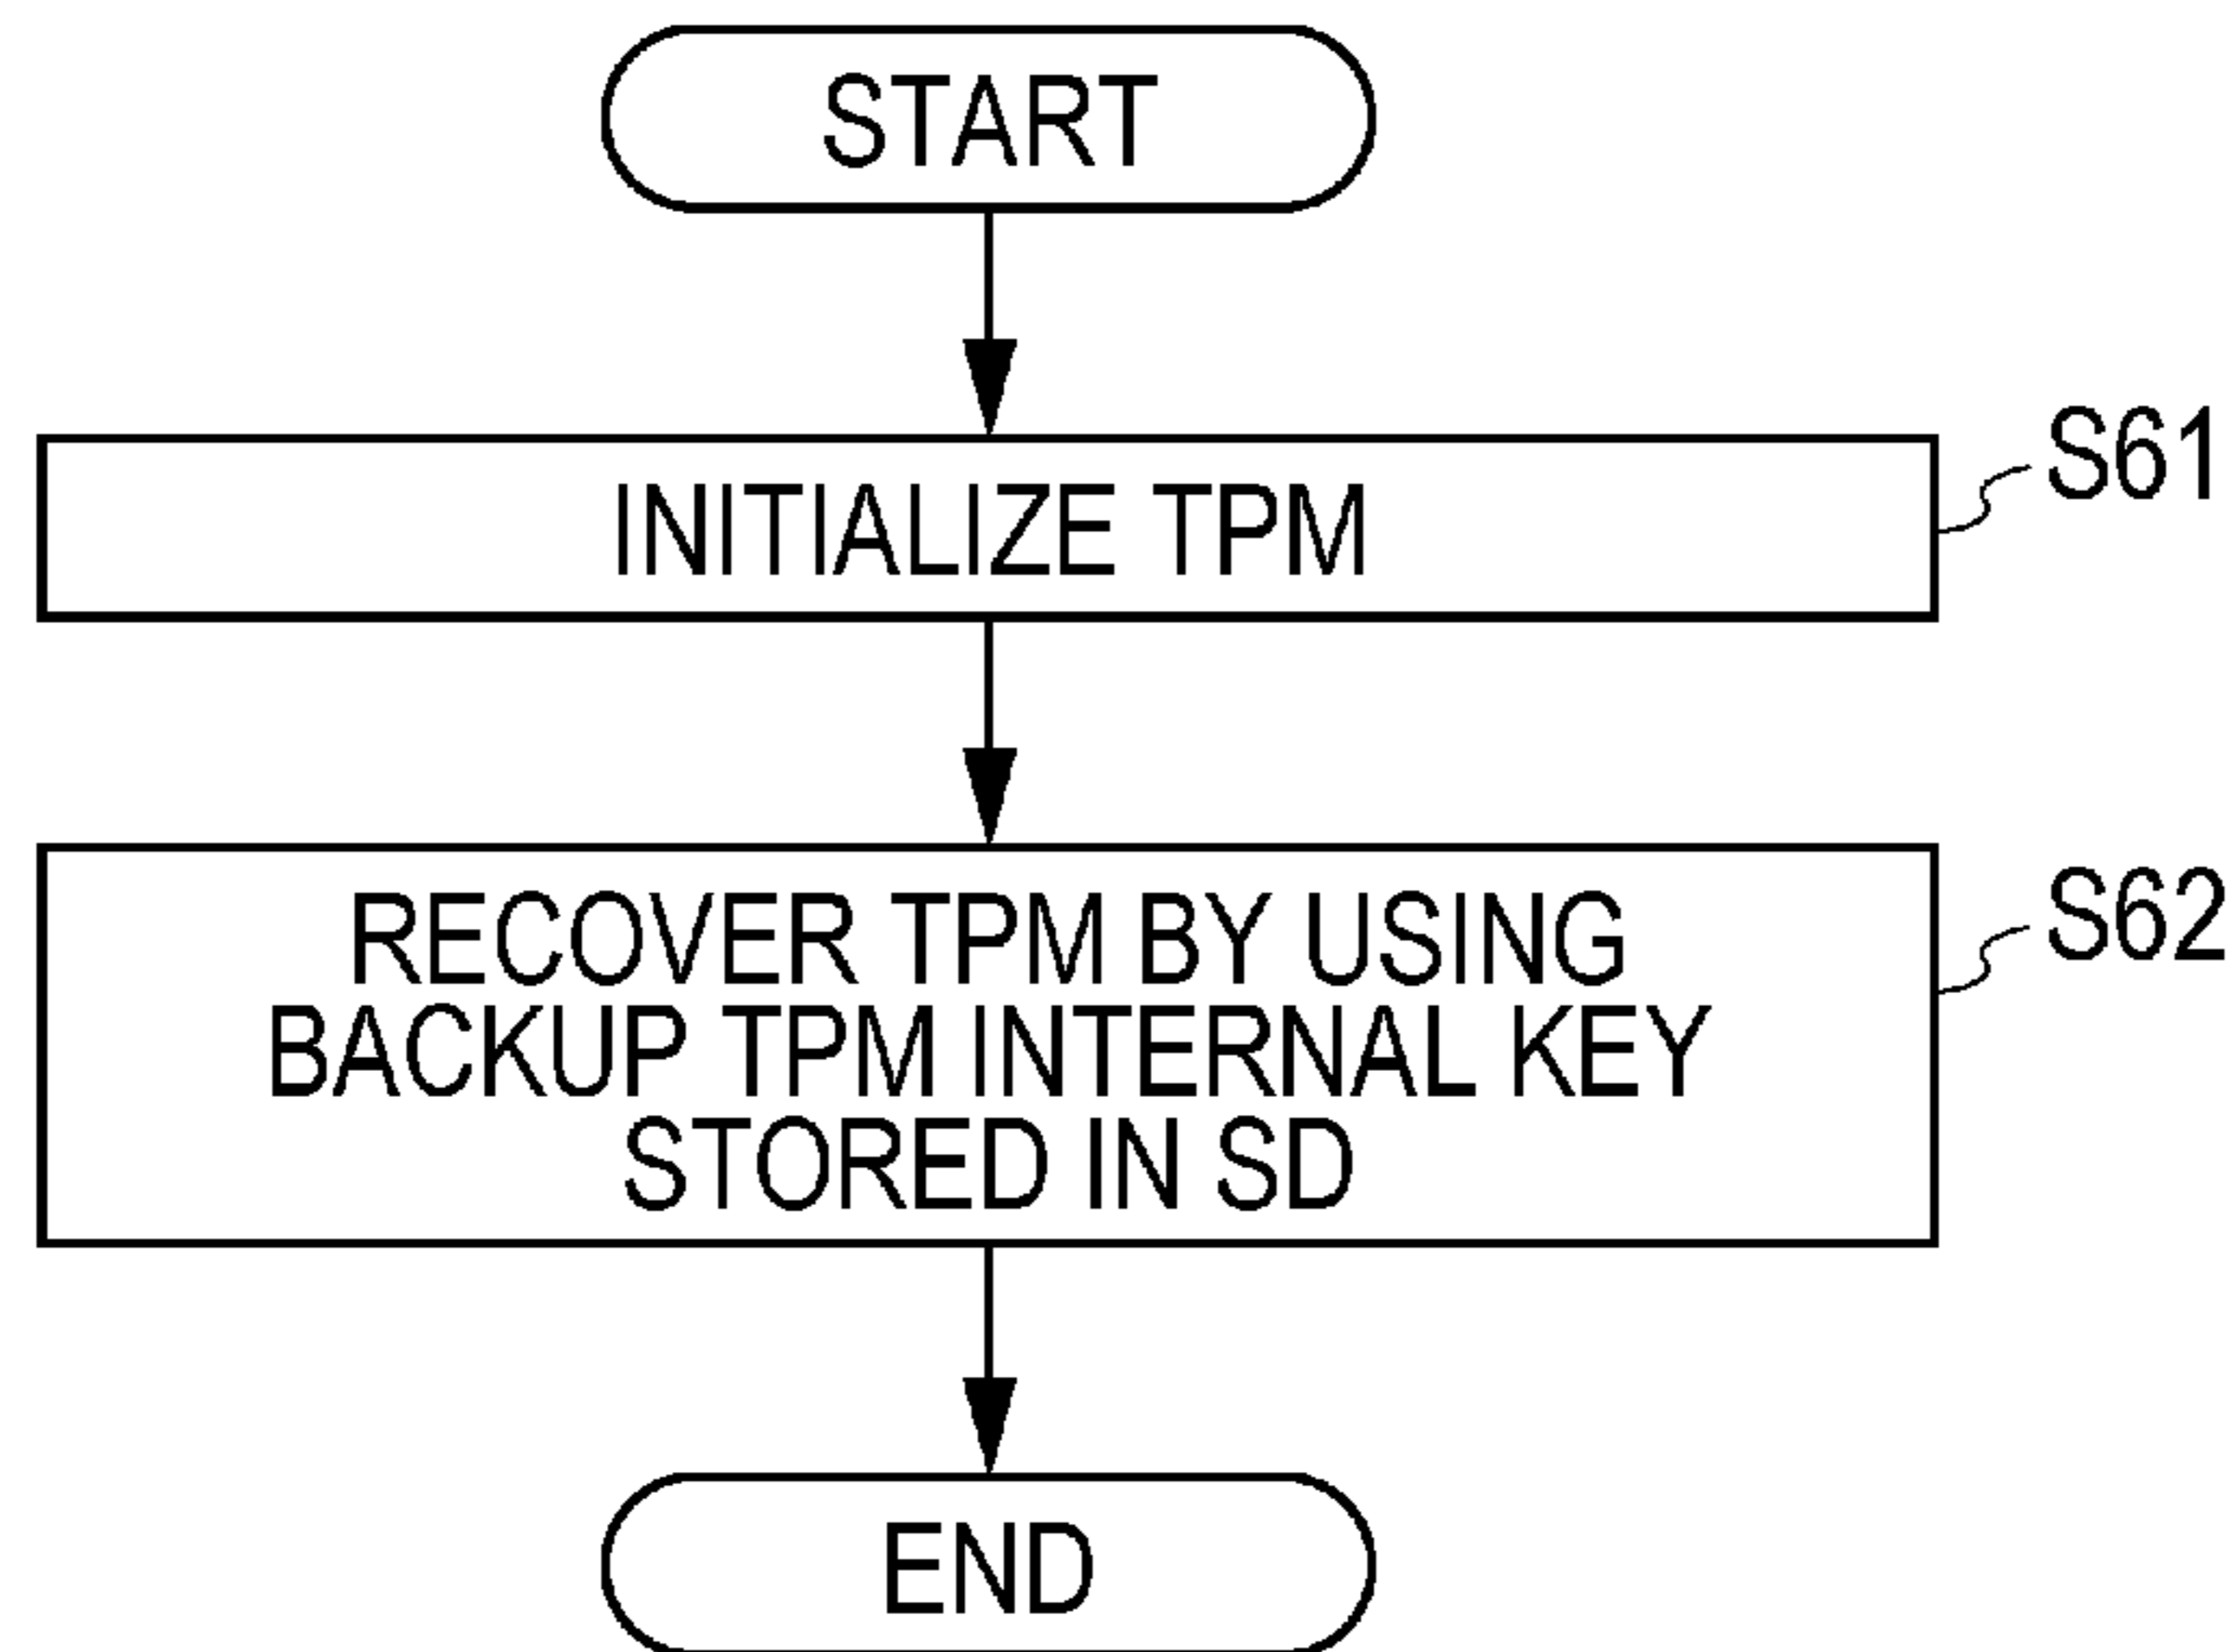 START
INITIALIZE TPM
S61
RECOVER TPM BY USING
BACKUP TPM INTERNAL KEY
STORED IN SD
S62
END